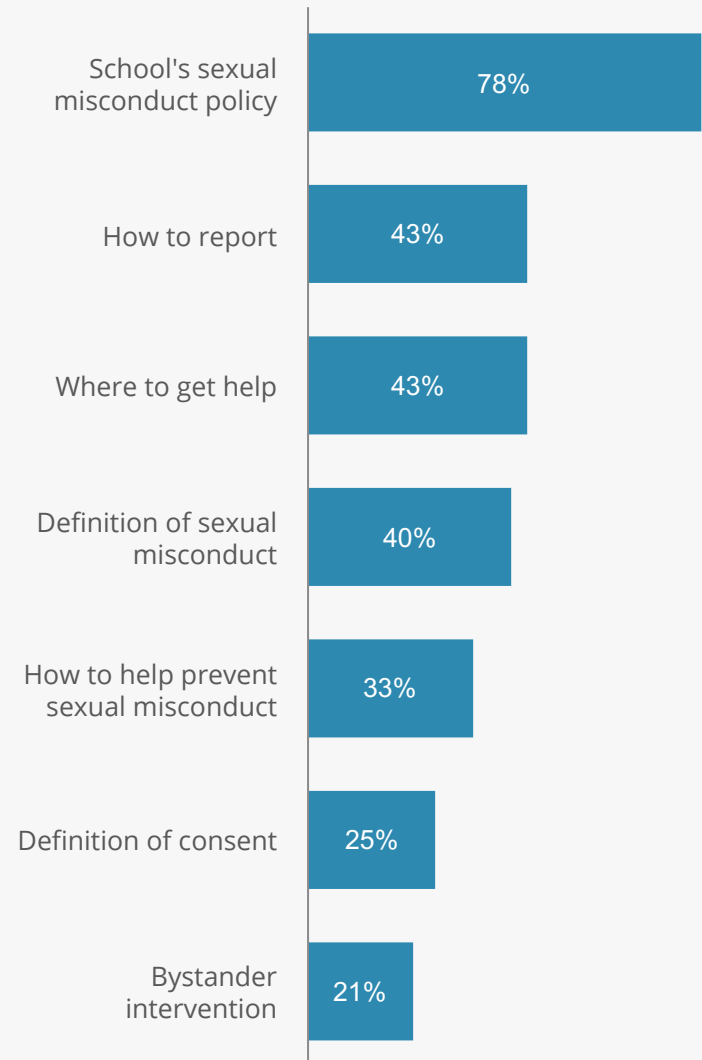 School's sexual
misconduct policy
78%
How to report
43%
Where to get help
43%
Definition of sexual
misconduct
40%
How to help prevent
sexual misconduct
33%
Definition of consent
25%
Bystander
intervention
21%